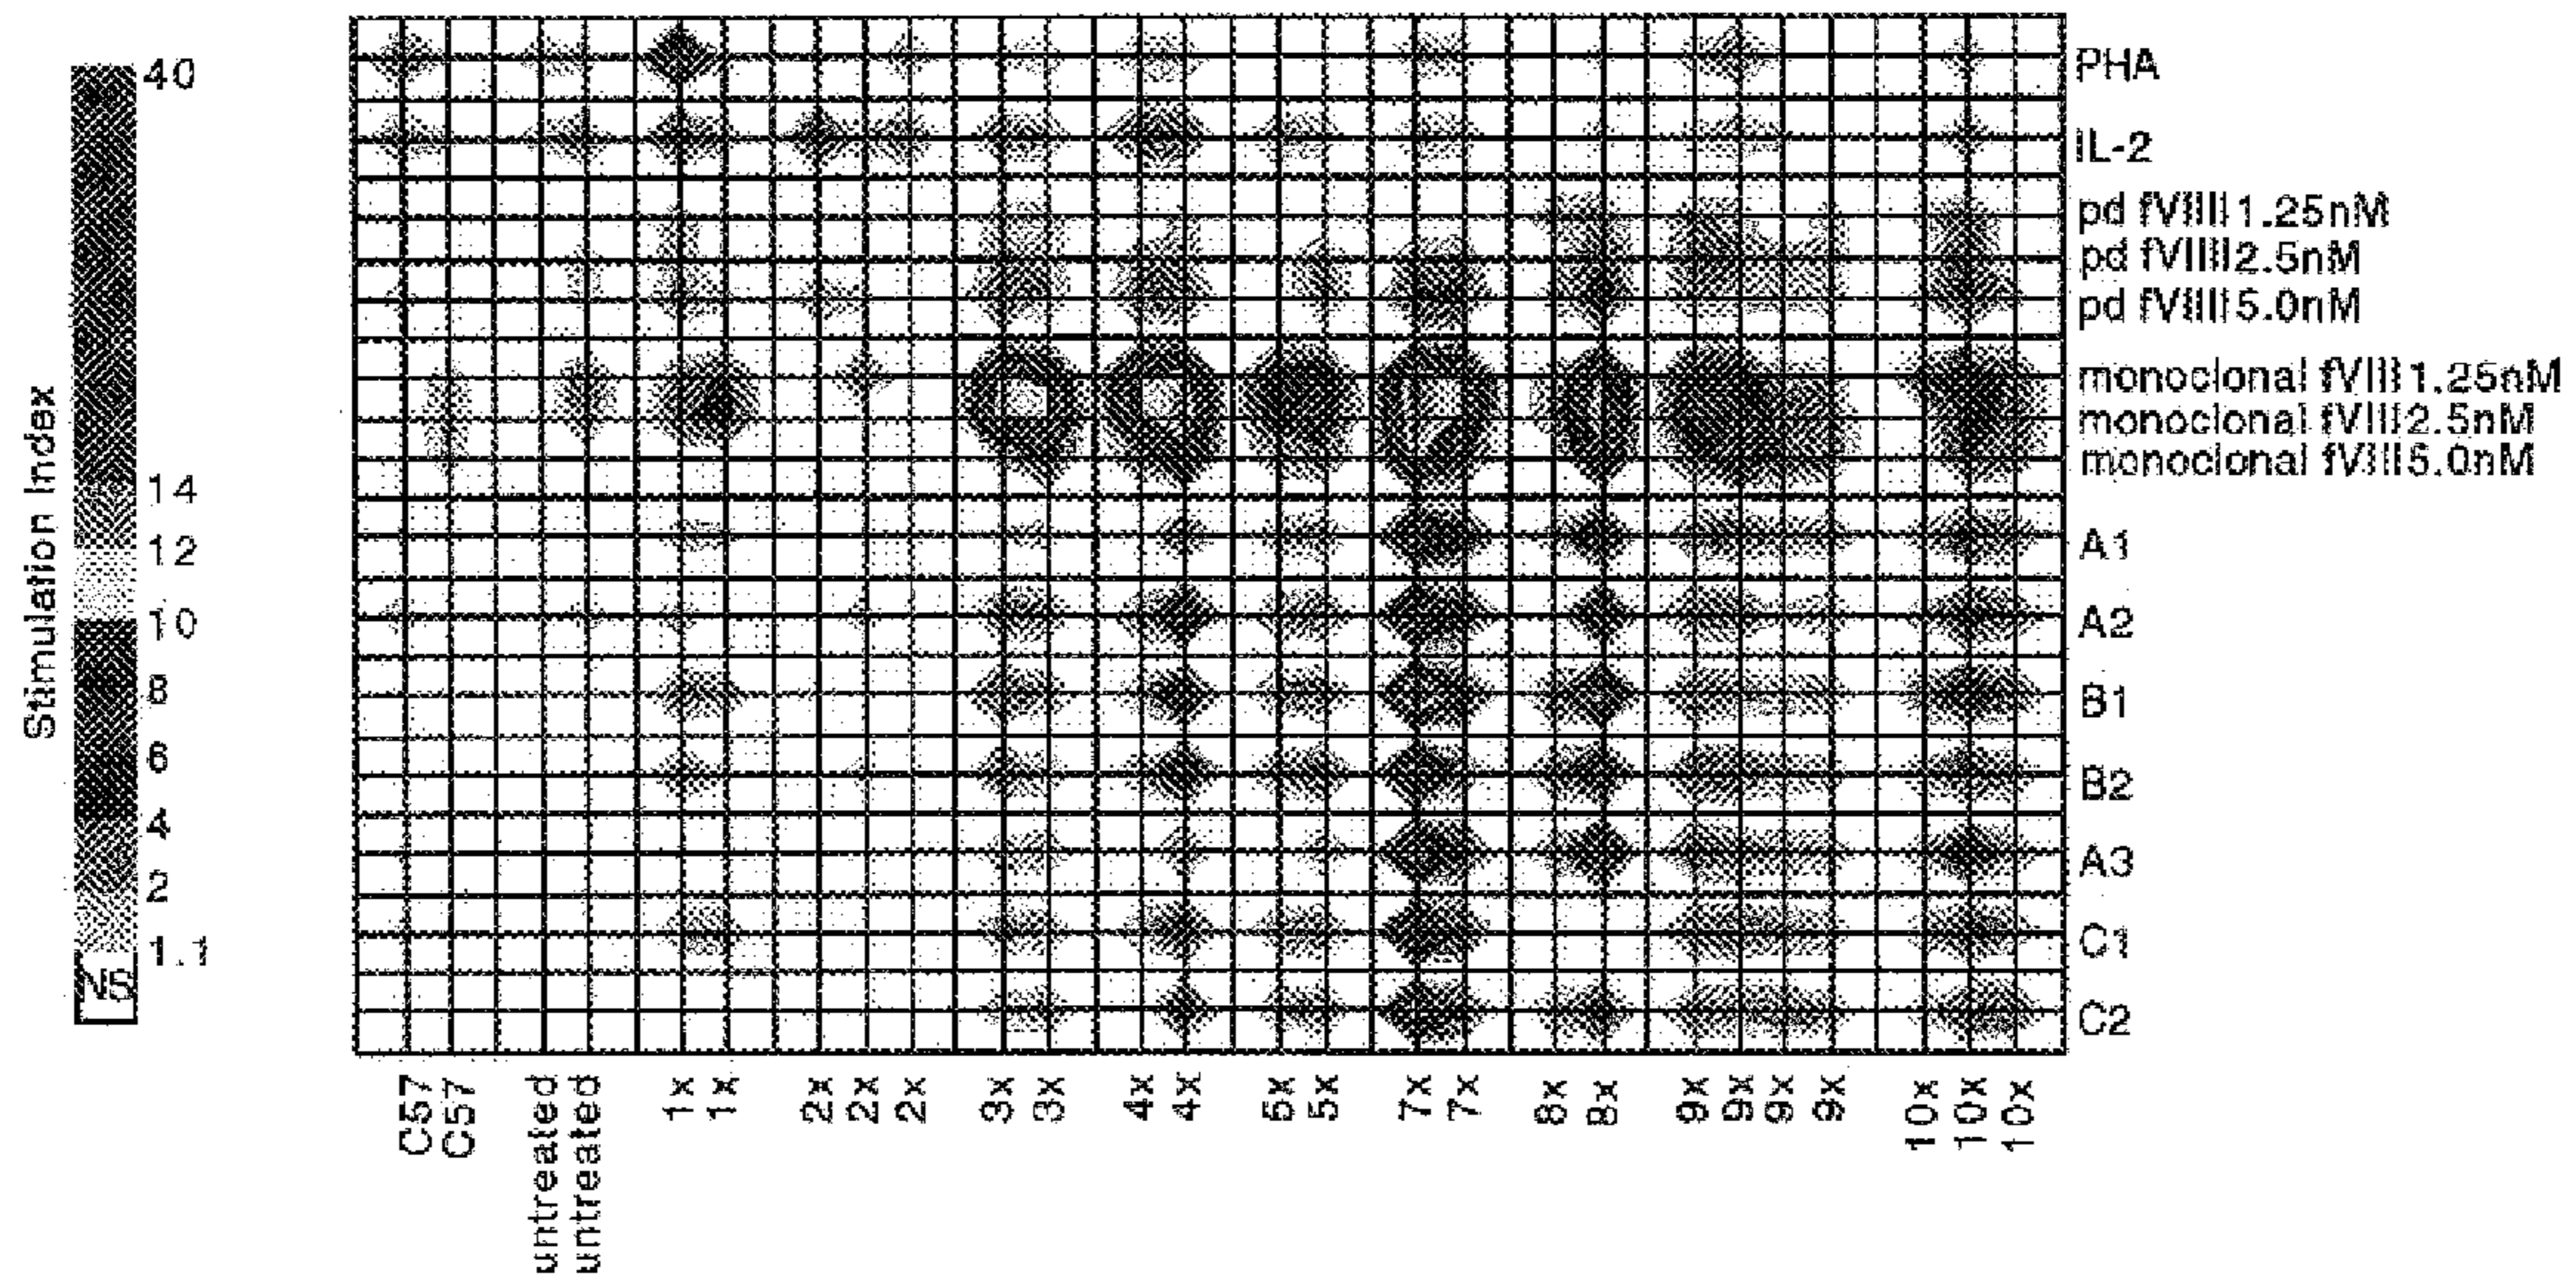 Stimulation Index
40
14
12
10
8
6
4
2
1.1
NS
PHA
IL-2
pd fVIII 1.25nM
pd fVIII 2.5nM
pd fVIII 5.0nM
monoclonal fVIII 1.25nM
monoclonal fVIII 2.5nM
monoclonal fVIII 5.0nM
A1
A2
B1
B2
A3
C1
C2
C57
C57
untreated
untreated
1x
1x
2x
2x
2x
3x
3x
4x
4x
5x
5x
7x
7x
8x
8x
9x
9x
9x
9x
10x
10x
10x